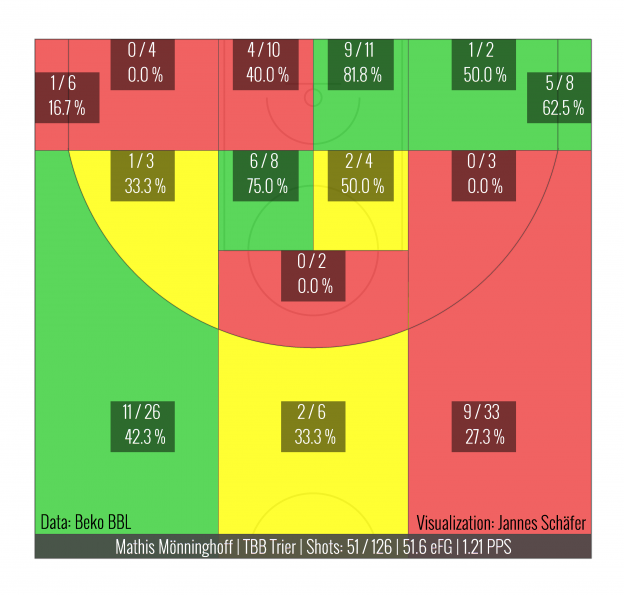 0 / 4
0.0 %
4 / 10
40.0 %
9 / 11
81.8 %
1 / 2
50.0 %
1 / 6
16.7 %
5 / 8
62.5 %
1 / 3
33.3 %
6 / 8
75.0 %
2 / 4
50.0 %
0 / 3
0.0 %
0 / 2
0.0 %
11 / 26
42.3 %
2 / 6
33.3 %
9 / 33
27.3 %
Data: Beko BBL
Visualization: Jannes Schäfer
Mathis Mönninghoff | TBB Trier | Shots: 51 / 126 | 51.6 eFG | 1.21 PPS